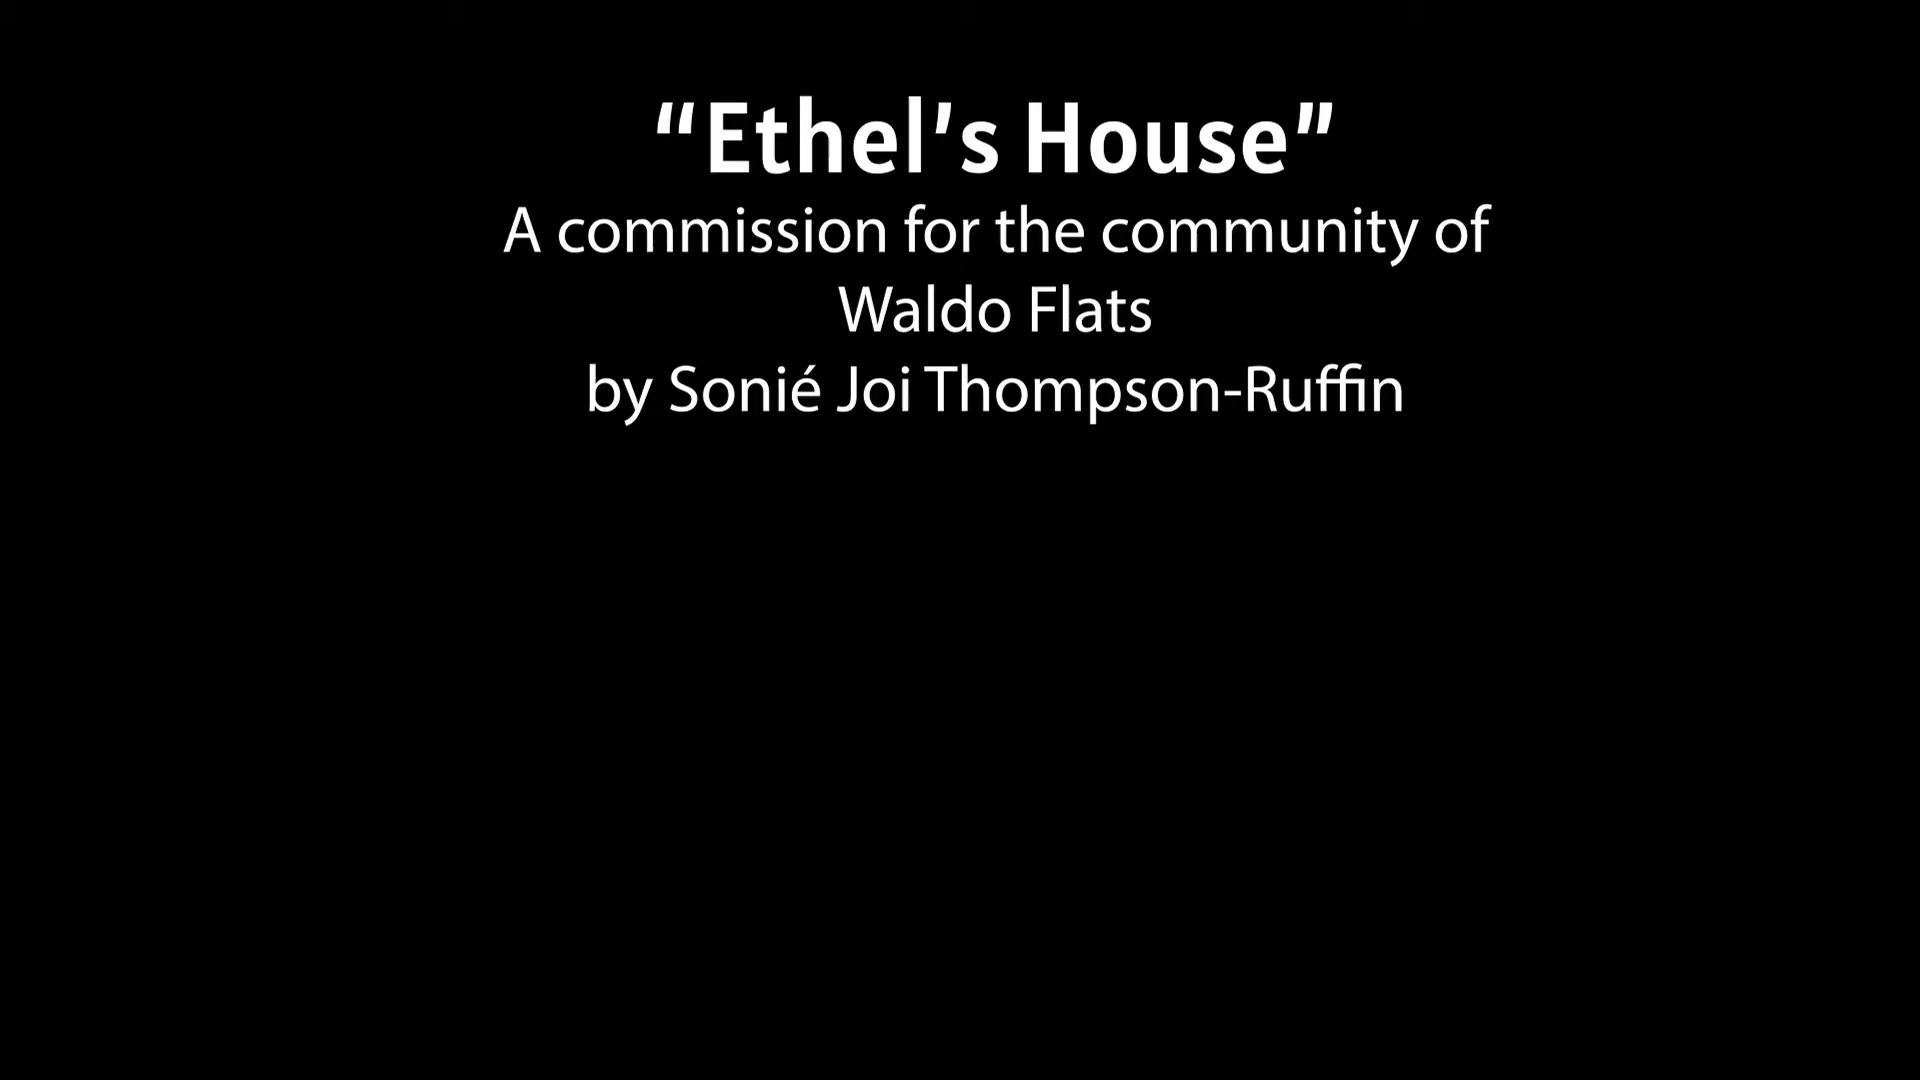 “Ethel’s House”
A commission for the community of
Waldo Flats
by Sonié Joi Thompson-Ruffin